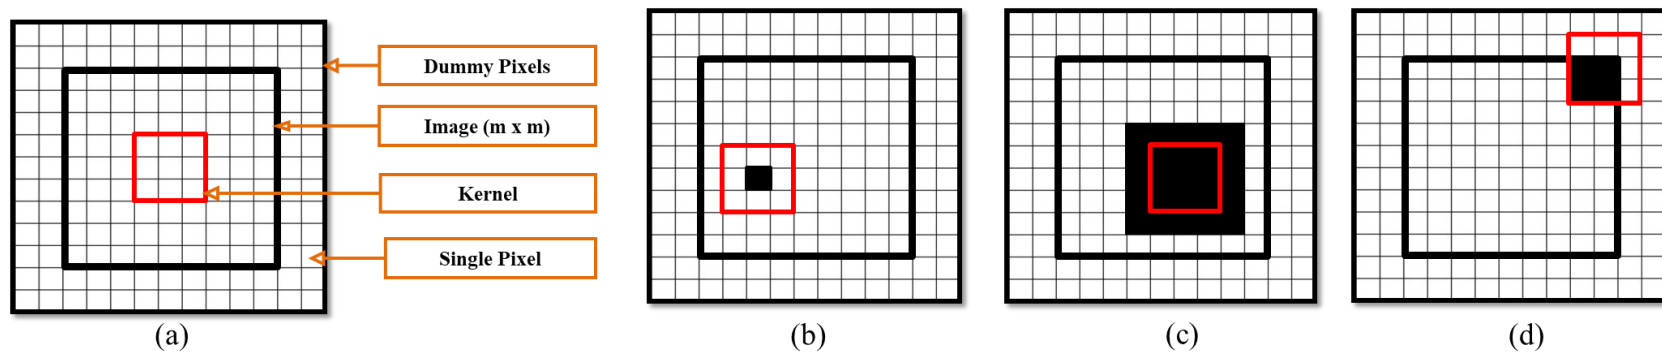 Dummy Pixels
Image (m x m)
Kernel
Single Pixel
(a)
(b)
(c)
(d)